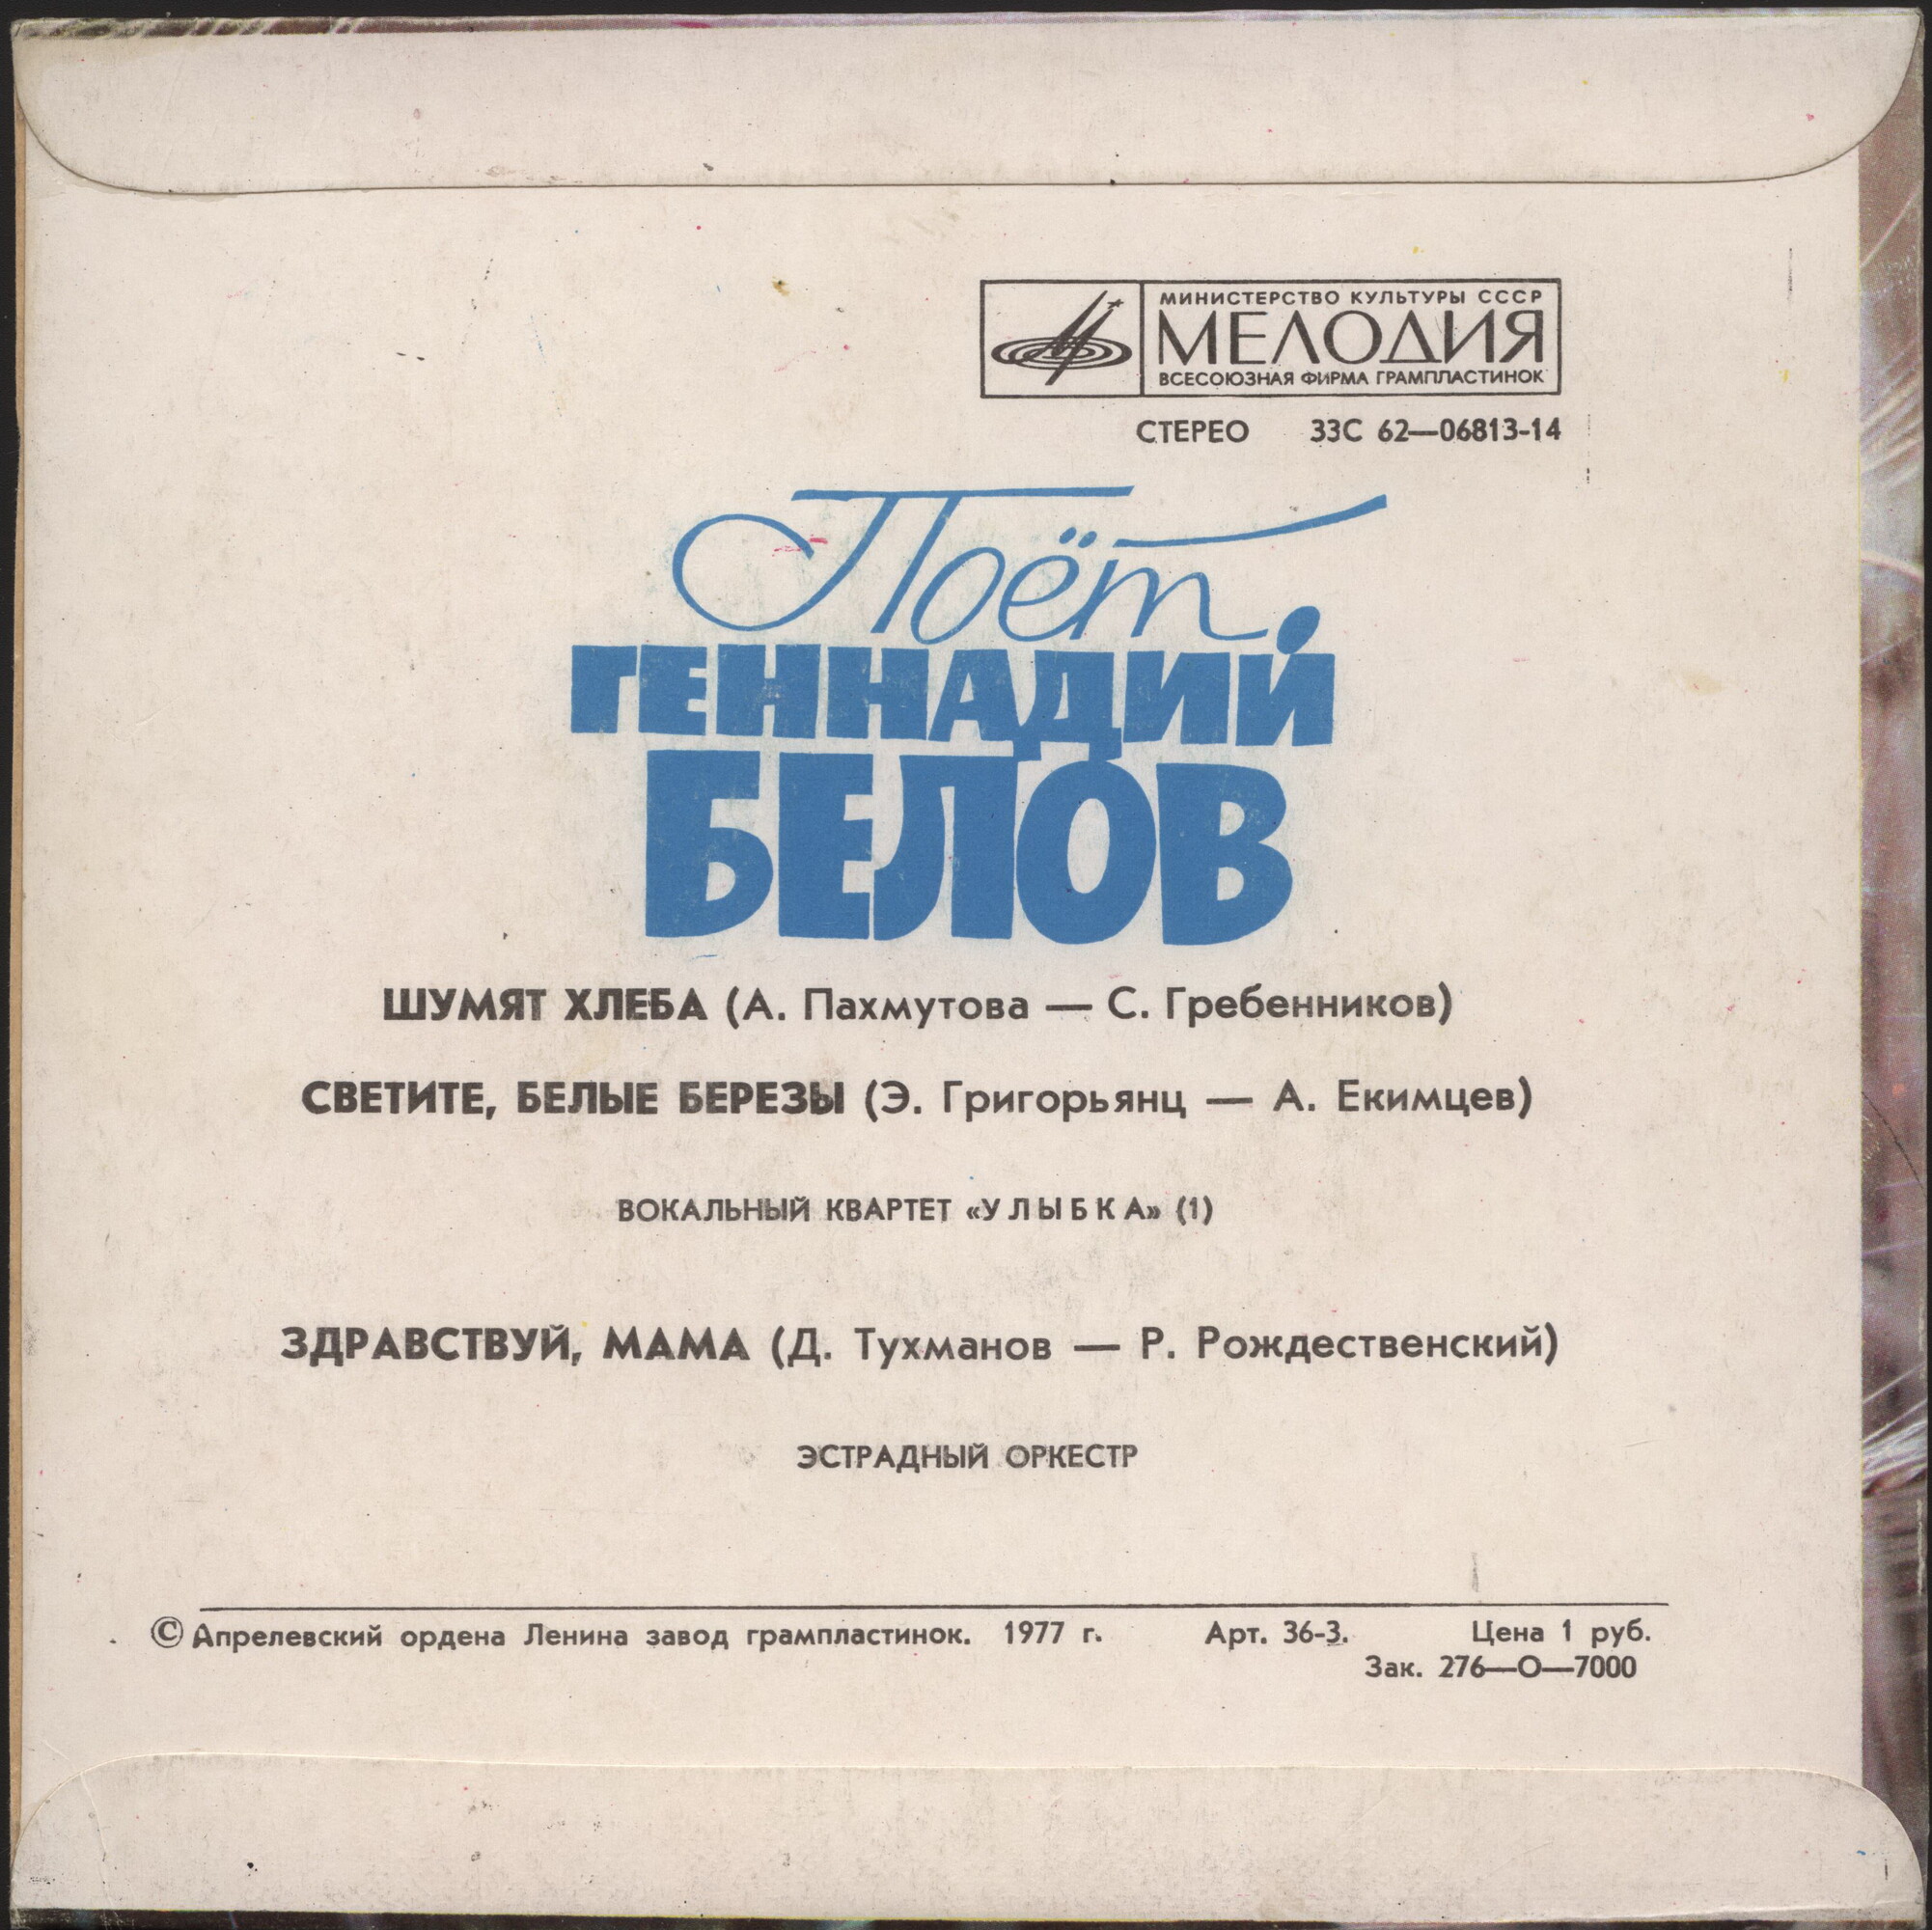 МИНИСТЕРСТВО КУЛЬТУРЫ СССР
МЕЛОДИЯ
ВСЕСОЮЗНАЯ ФИРМА ГРАМПЛАСТИНОК
СТЕРЕО 33С 62—06813-14
Поёт
ГЕННАДИЙ
БЕЛОВ
ШУМЯТ ХЛЕБА (А. Пахмутова — С. Гребенников)
СВЕТИТЕ, БЕЛЫЕ БЕРЕЗЫ (Э. Григорьянц — А. Екимцев)
ВОКАЛЬНЫЙ КВАРТЕТ «УЛЫБКА» (1)
ЗДРАВСТВУЙ, МАМА (Д. Тухманов — Р. Рождественский)
ЭСТРАДНЫЙ ОРКЕСТР
© Апрелевский ордена Ленина завод грампластинок. 1977 г. Арт. 36-3. Цена 1 руб.
Зак. 276—О—7000